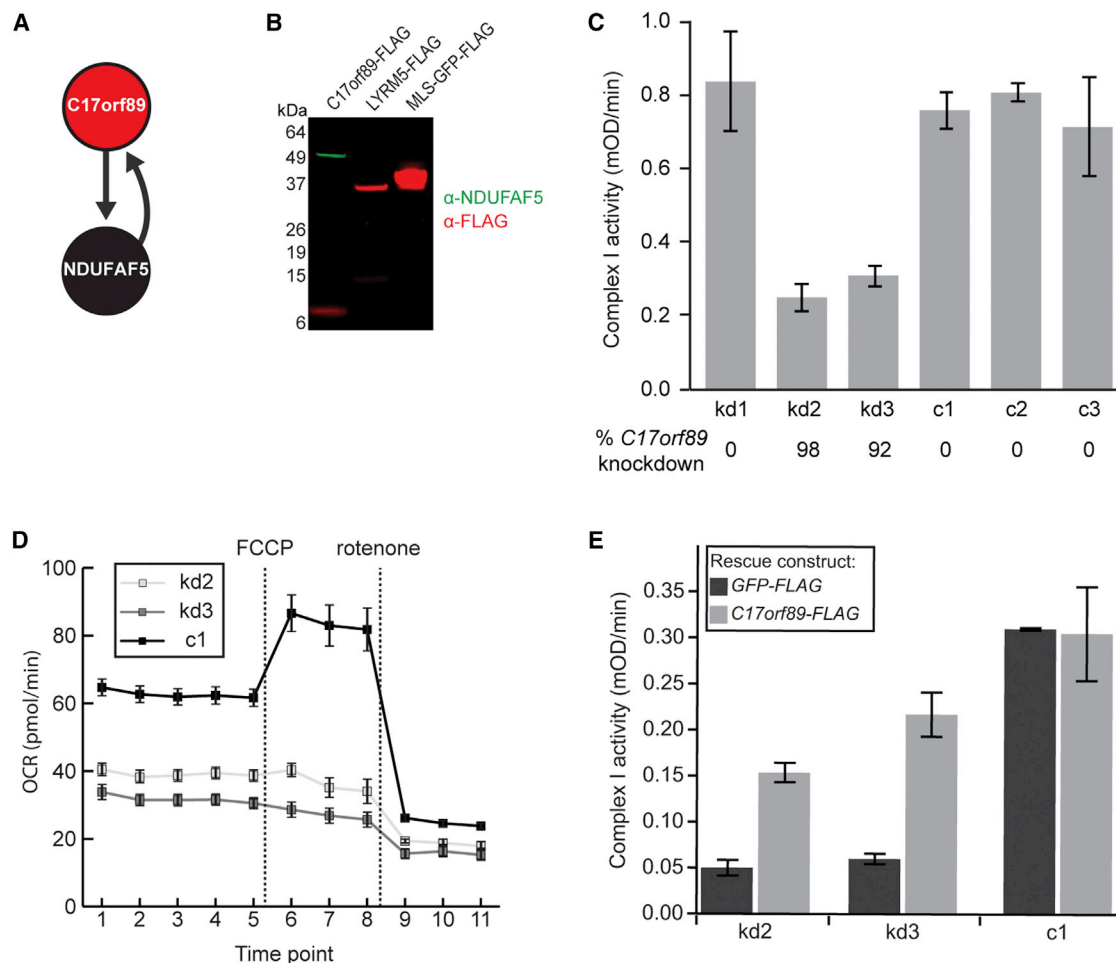 A
C17orf89
NDUFAF5
B
C17orf89-FLAG
LYRM5-FLAG
MLS-GFP-FLAG
kDa
64
49
37
26
19
15
6
α-NDUFAF5
α-FLAG
C
Complex I activity (mOD/min)
1.0
0.8
0.6
0.4
0.2
0.0
kd1 kd2 kd3 c1 c2 c3
% C17orf89
knockdown
0 98 92 0 0 0
D
FCCP rotenone
kd2
kd3
c1
OCR (pmol/min)
100
80
60
40
20
0
1 2 3 4 5 6 7 8 9 10 11
Time point
E
Rescue construct:
GFP-FLAG
C17orf89-FLAG
Complex I activity (mOD/min)
0.35
0.30
0.25
0.20
0.15
0.10
0.05
0.00
kd2 kd3 c1